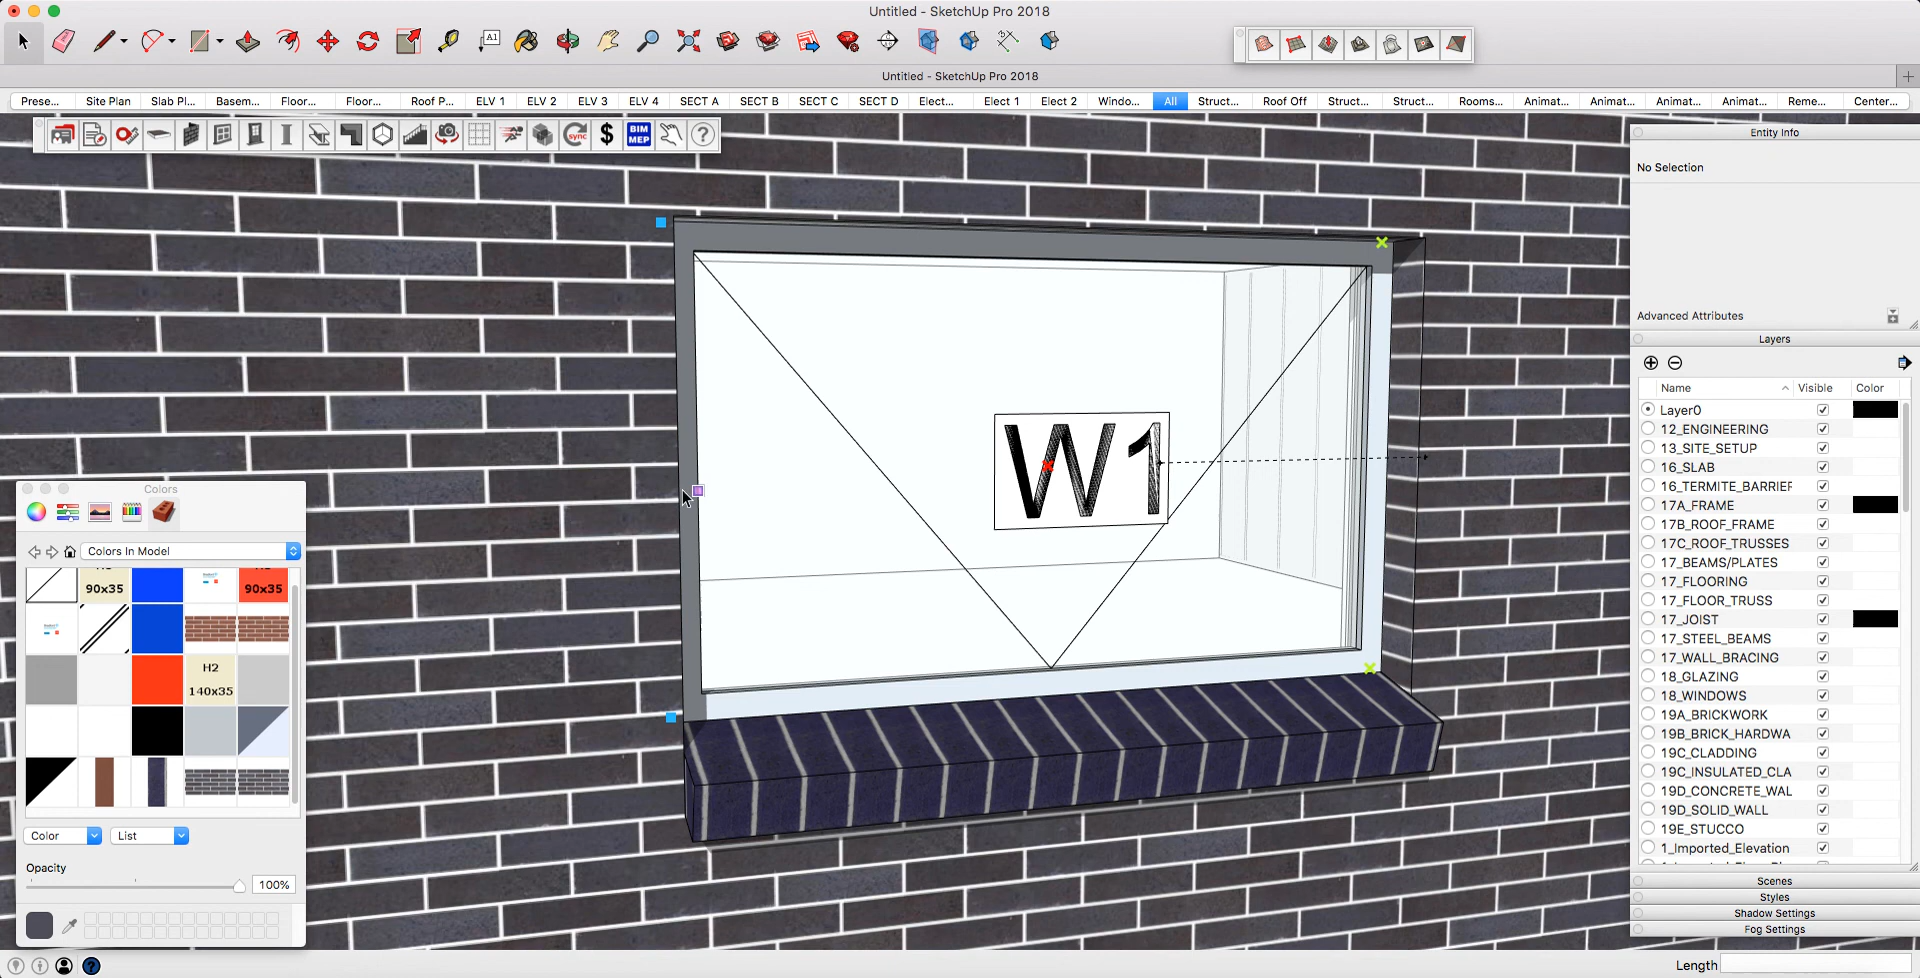 Untitled - SketchUp Pro 2018
A1
Untitled - SketchUp Pro 2018
Prese... Site Plan Slab Pl... Basem... Floor... Floor... Roof P... ELV 1 ELV 2 ELV 3 ELV 4 SECT A SECT B SECT C SECT D Elect... Elect 1 Elect 2 Windo... All Struct... Roof Off Struct... Struct... Rooms... Animat... Animat... Animat... Animat... Reme... Center...
sync $ BIM MEP ?
Entity Info
No Selection
Advanced Attributes
Layers
Name Visible Color
Layer0
12_ENGINEERING
13_SITE_SETUP
16_SLAB
16_TERMITE_BARRIER
17A_FRAME
17B_ROOF_FRAME
17C_ROOF_TRUSSES
17_BEAMS/PLATES
17_FLOORING
17_FLOOR_TRUSS
17_JOIST
17_STEEL_BEAMS
17_WALL_BRACING
18_GLAZING
18_WINDOWS
19A_BRICKWORK
19B_BRICK_HARDWA
19C_CLADDING
19C_INSULATED_CLA
19D_CONCRETE_WAL
19D_SOLID_WALL
19E_STUCCO
1_Imported_Elevation
Scenes
Styles
Shadow Settings
Fog Settings
W1
Colors
Colors In Model
90x35
90x35
H2
140x35
Color List
Opacity
100%
Length